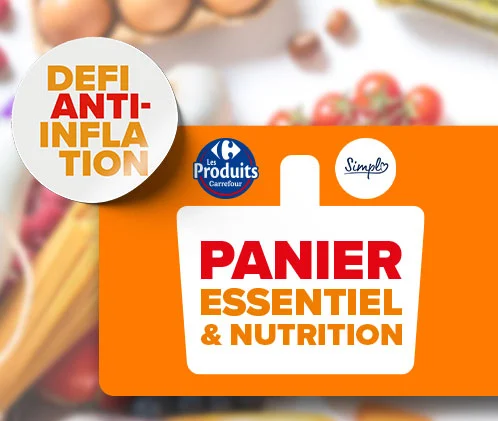 DEFI
ANTI-
INFLA
TION
Les
Produits
Carrefour
Simpl
PANIER
ESSENTIEL
& NUTRITION